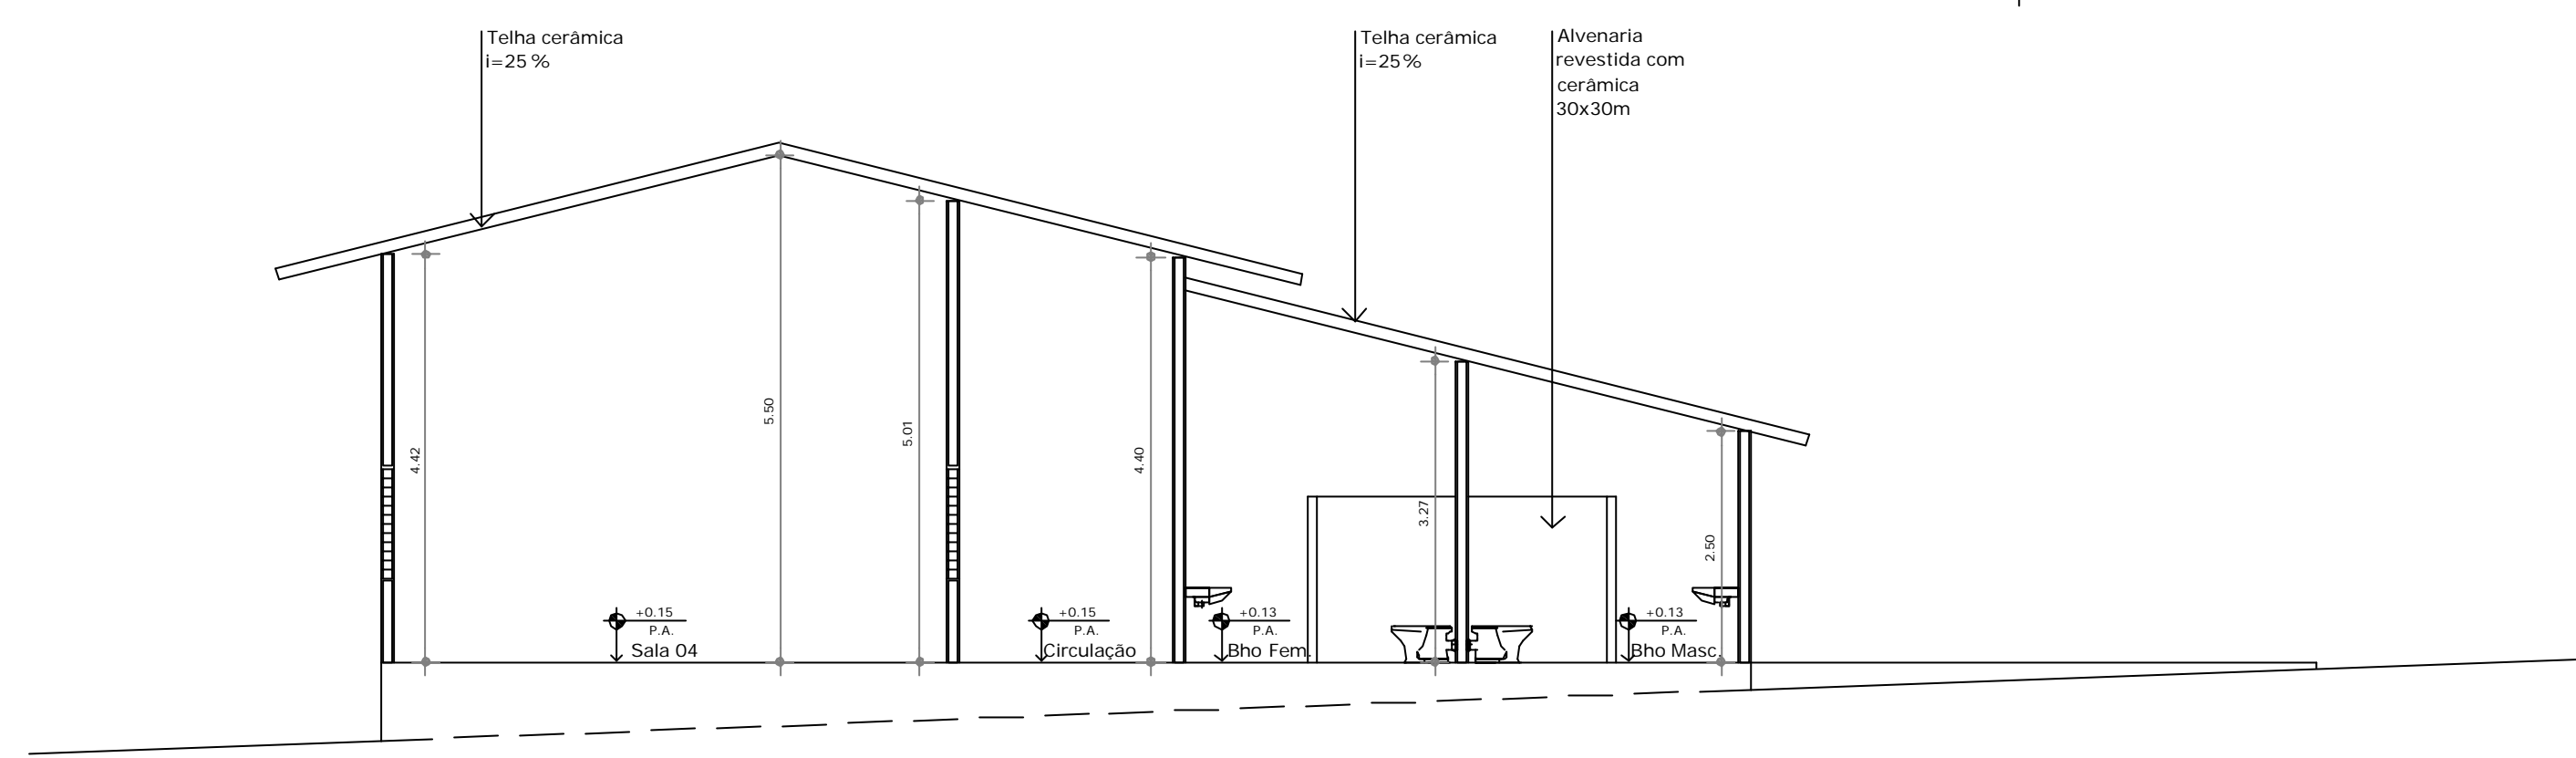 Telha cerâmica
i=25%
Telha cerâmica
i=25%
Alvenaria
revestida com
cerâmica
30x30m
4.42
5.50
5.01
4.40
3.27
2.50
+0.15
P.A.
Sala 04
+0.15
P.A.
Circulação
+0.13
P.A.
Bho Fem.
+0.13
P.A.
Bho Masc.